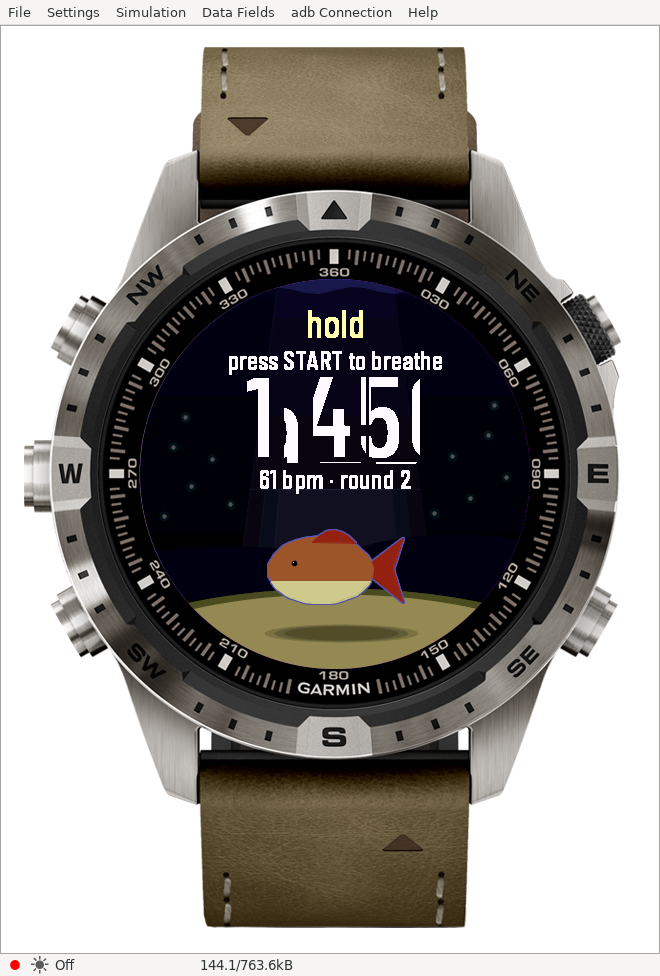 File Settings Simulation Data Fields adb Connection Help
360
330 030
NW NE
300 060
hold
press START to breathe
61 bpm · round 2
W 270 090 E
240 120
210 150
180
GARMIN
SW SE
S
Off 144.1/763.6kB